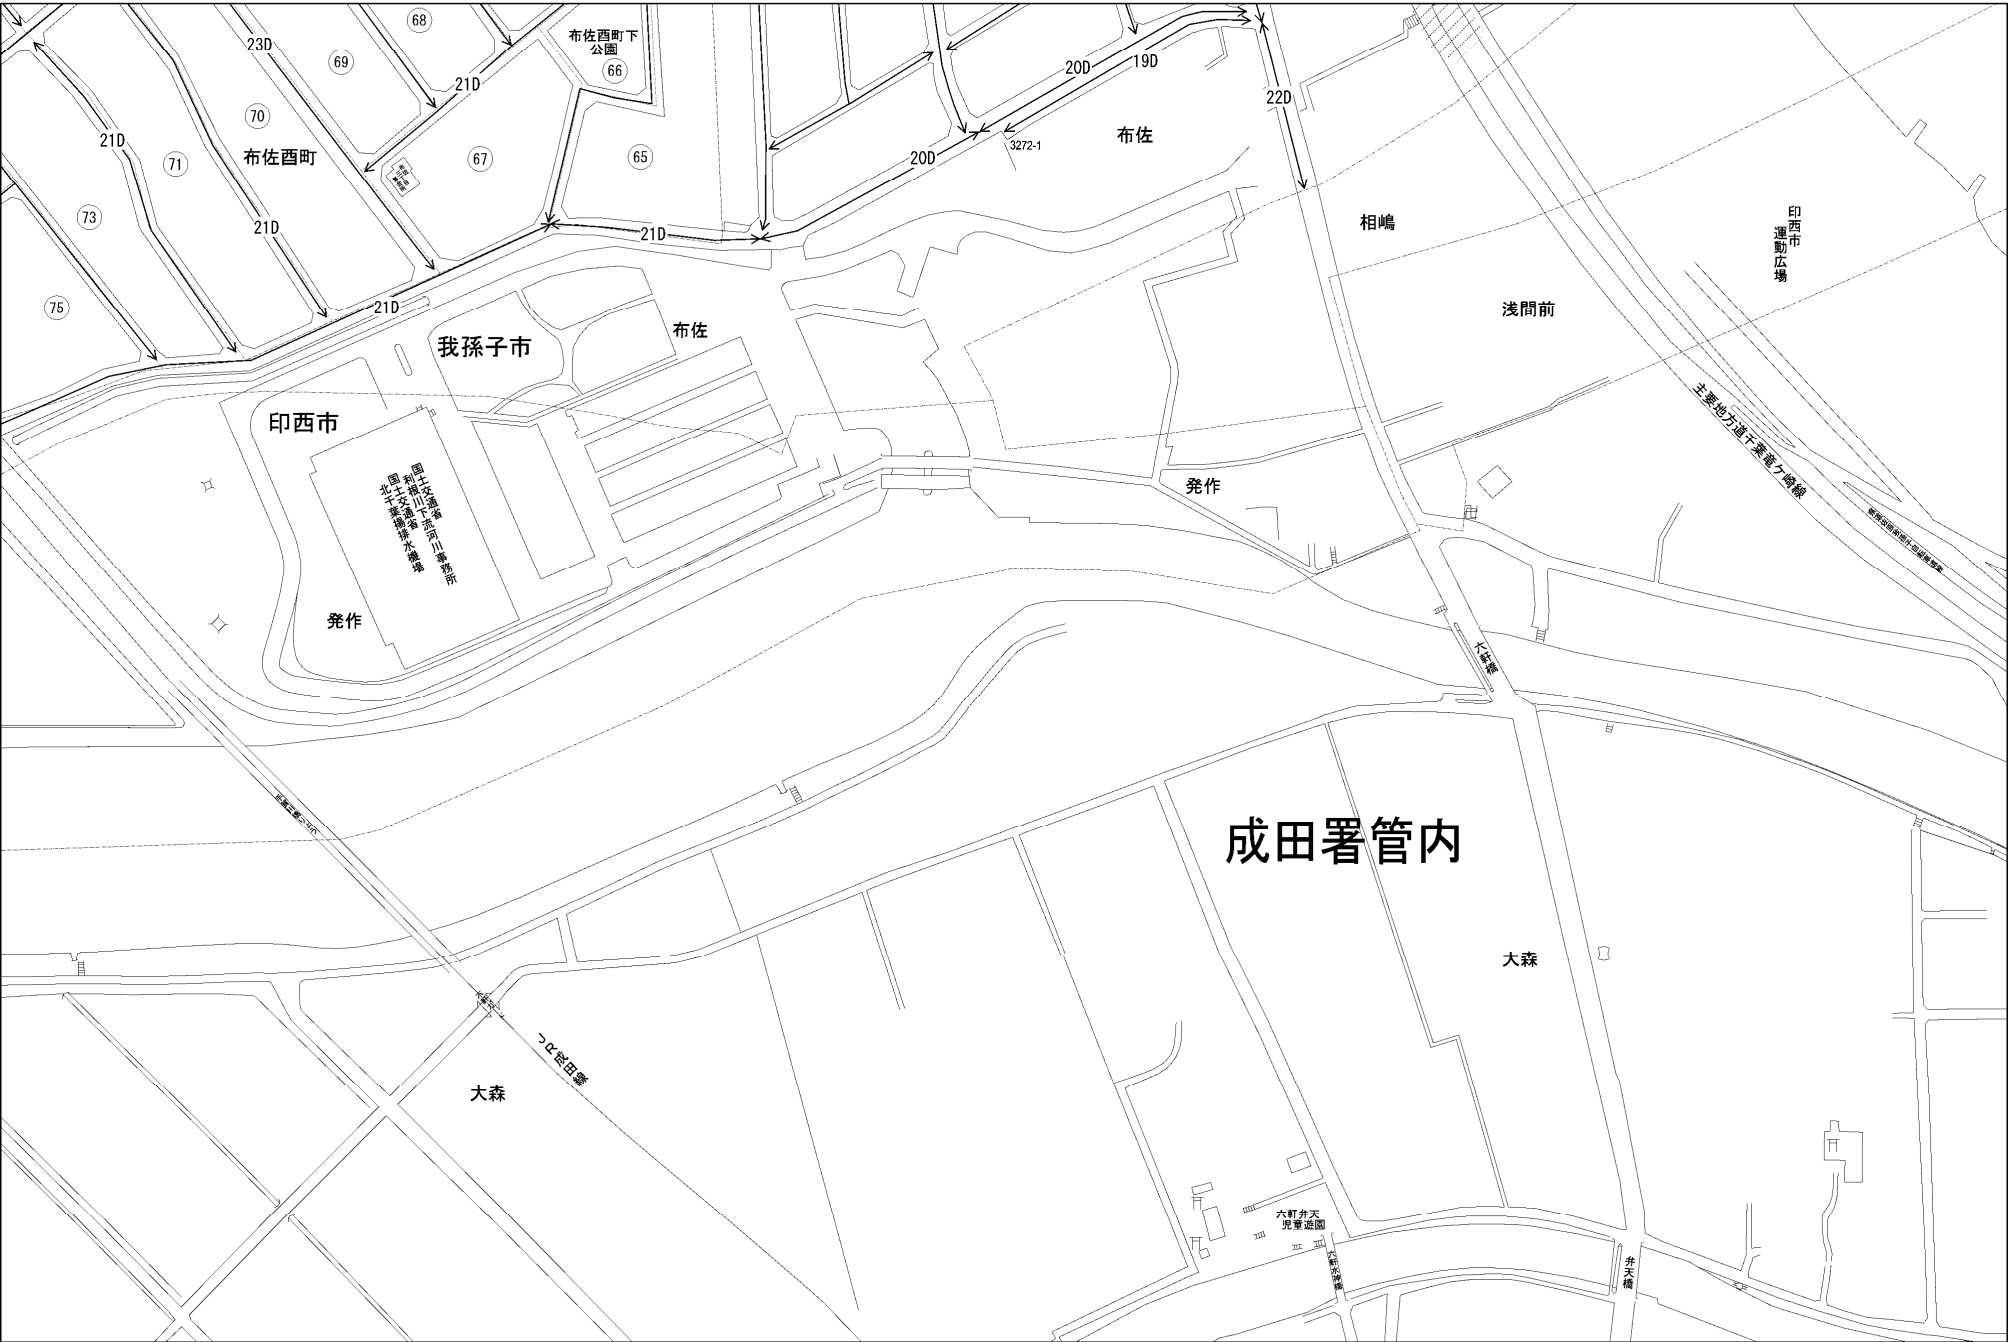 68
23D
69
布佐酉町下
公園
66
21D
20D
19D
22D
70
21D
71
布佐酉町
67
65
20D
3272-1
布佐
73
21D
21D
相嶋
印西市
運動広場
75
21D
我孫子市
布佐
浅間前
印西市
主要地方道千葉竜ケ崎線
国土交通省
利根川下流河川事務所
国土交通省
北千葉揚排水機場
発作
発作
六軒橋
成田署管内
大森
JR成田線
大森
六軒弁天
児童遊園
六軒水神橋
弁天橋